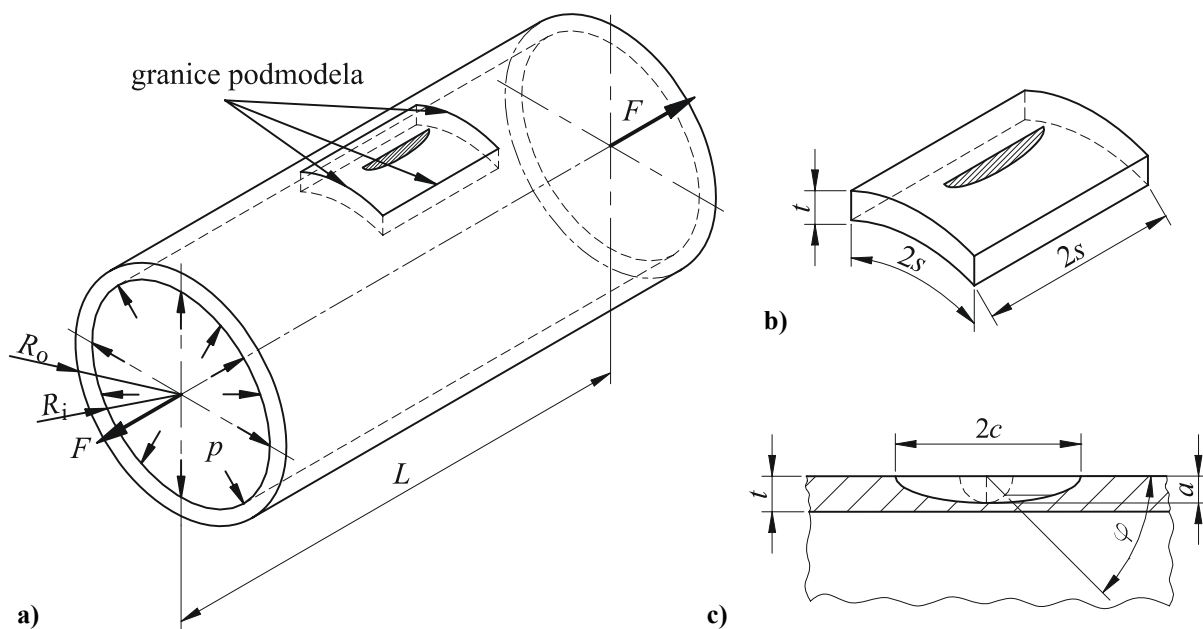 granice podmodela
F
R_o
R_i
F
p
L
a)
t
2s
2s
b)
2c
t
a
φ
c)